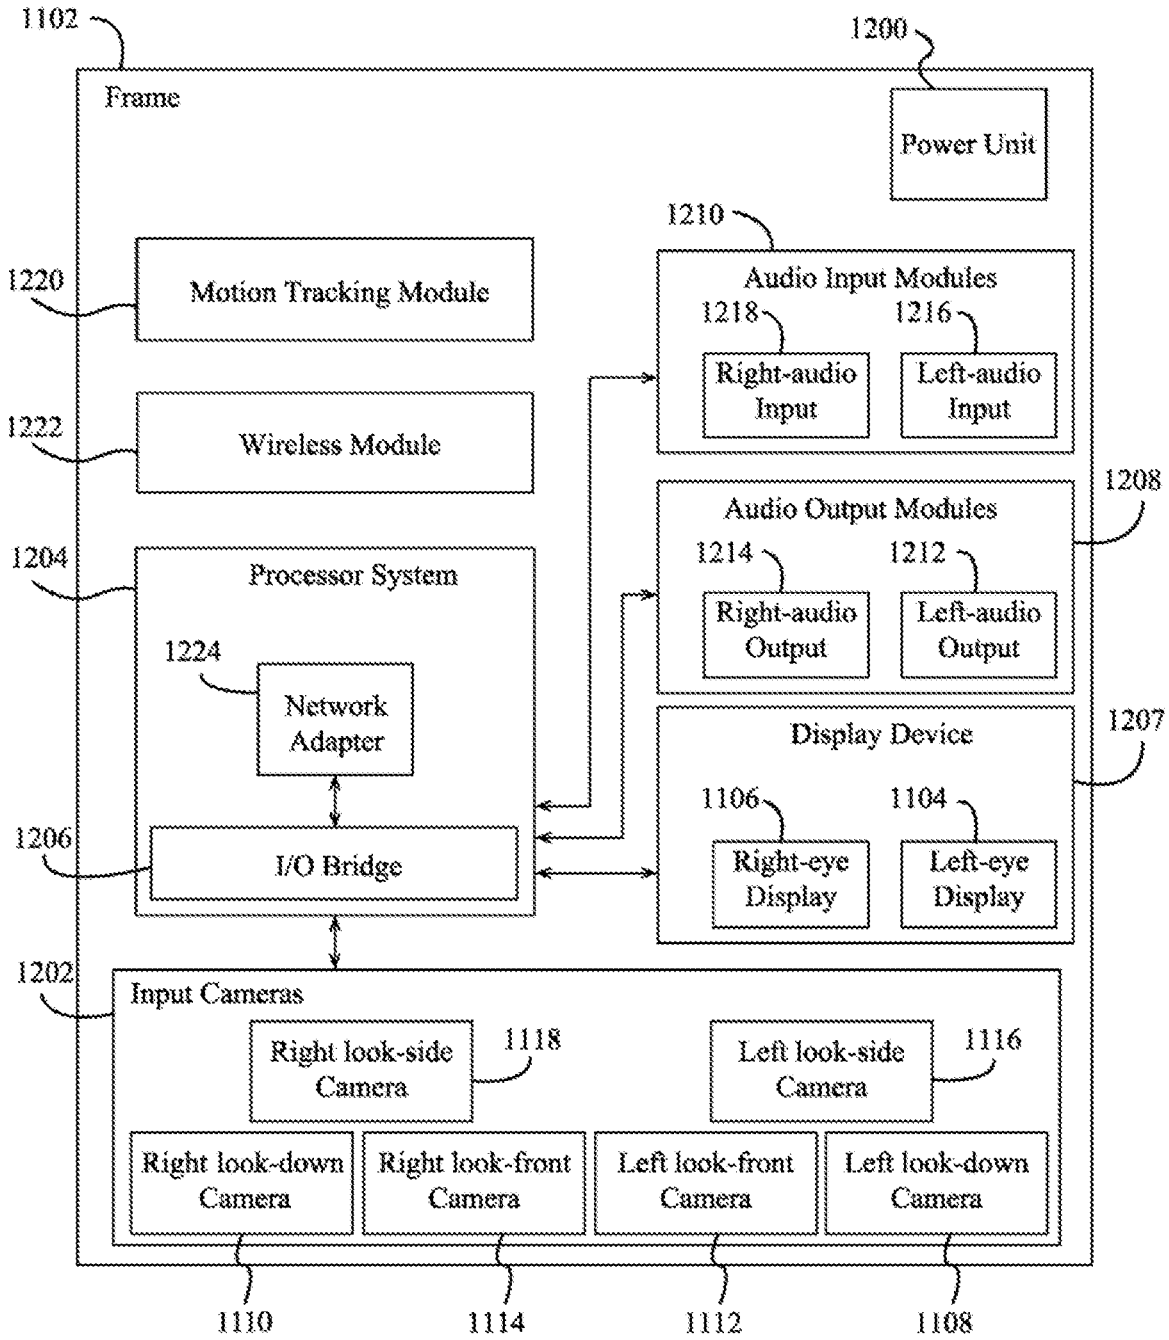 1102
1200
Frame
Power Unit
1210
1220
Motion Tracking Module
Audio Input Modules
1218
1216
Right-audio
Input
Left-audio
Input
1222
Wireless Module
1208
Audio Output Modules
1214
1212
Right-audio
Output
Left-audio
Output
1204
Processor System
1224
Network
Adapter
1207
Display Device
1106
1104
Right-eye
Display
Left-eye
Display
1206
I/O Bridge
1202
Input Cameras
Right look-side
Camera
1118
Left look-side
Camera
1116
Right look-down
Camera
Right look-front
Camera
Left look-front
Camera
Left look-down
Camera
1110
1114
1112
1108